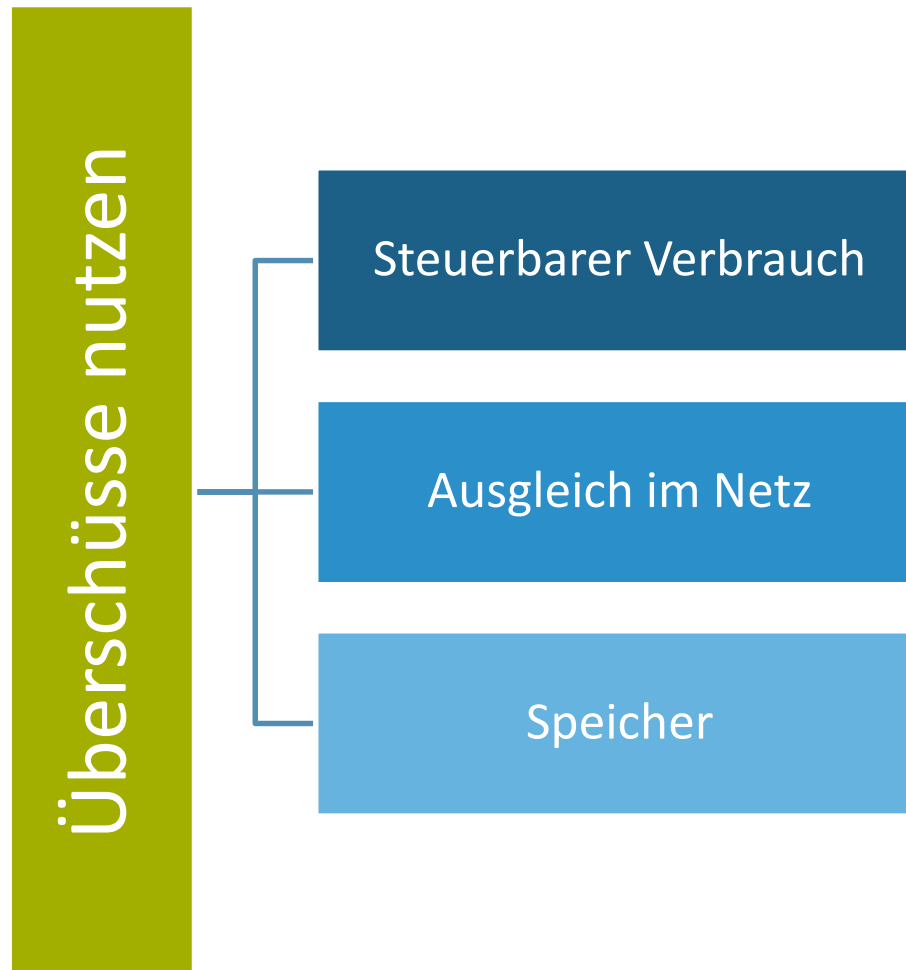 Überschüsse nutzen
Steuerbarer Verbrauch
Ausgleich im Netz
Speicher